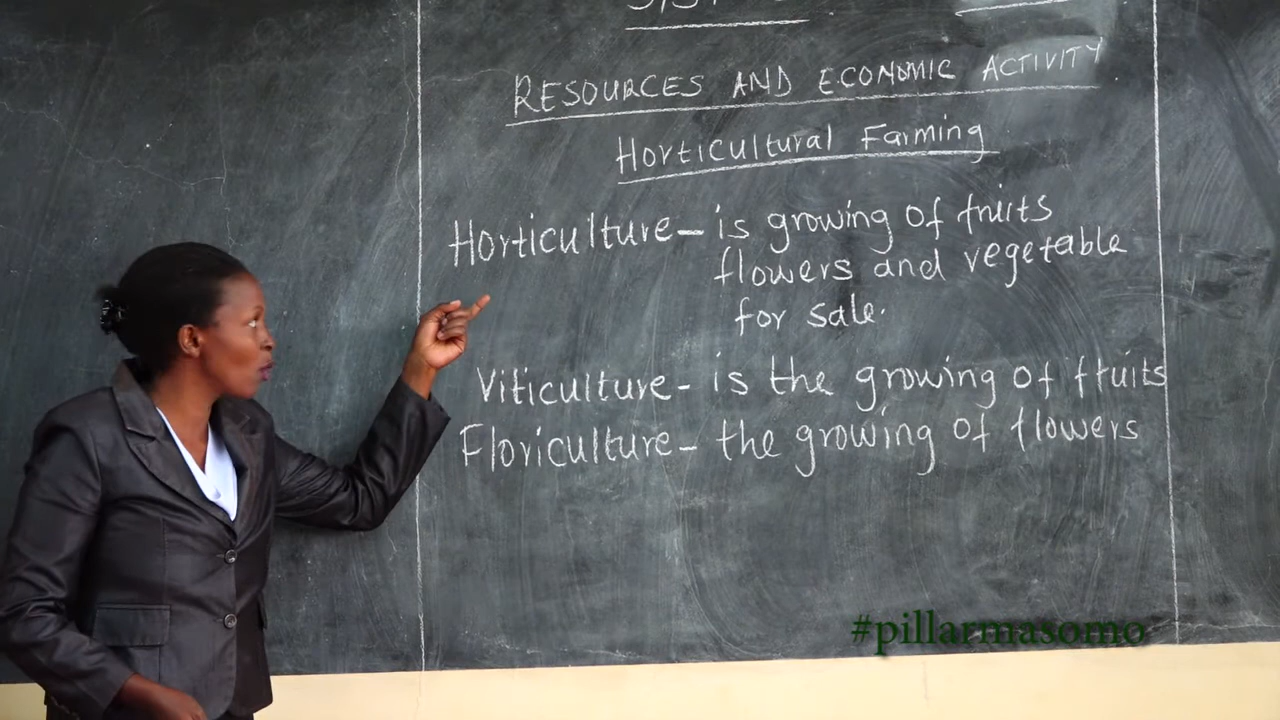 RESOURCES AND ECONOMIC ACTIVITY
Horticultural Farming
Horticulture – is growing of fruits
flowers and vegetable
for sale.
Viticulture - is the growing of fruits
Floriculture - the growing of flowers
#pillarmasomo